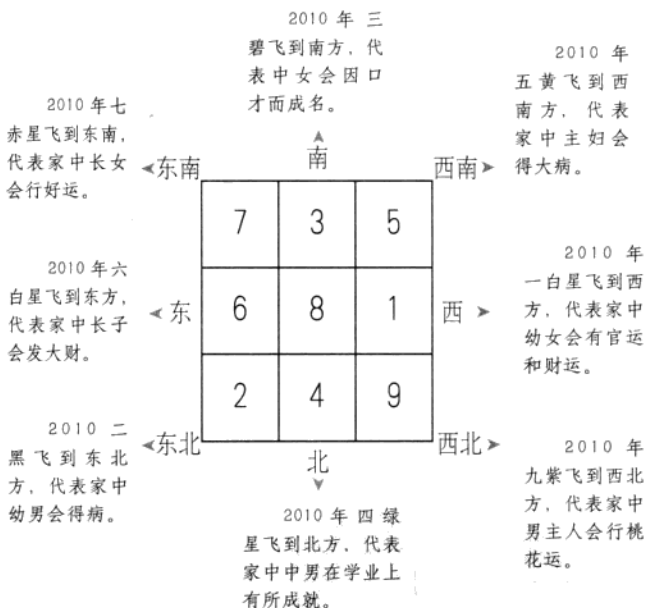 2010 年 三
碧飞到南方，代
表中女会因口
才而成名。
2010 年
五黄飞到西
南方，代表
家中主妇会
得大病。
2010 年七
赤星飞到东南，
代表家中长女
会行好运。
南
东南
西南
7 3 5
2010 年六
白星飞到东方，
代表家中长子
会发大财。
东
6 8 1
西
2010 年
一白星飞到西
方，代表家中
幼女会有官运
和财运。
2 4 9
2010 二
黑飞到东北
方，代表家中
幼男会得病。
东北
北
西北
2010 年
九紫飞到西北
方，代表家中
男主人会行桃
花运。
2010 年四绿
星飞到北方，代表
家中中男在学业上
有所成就。